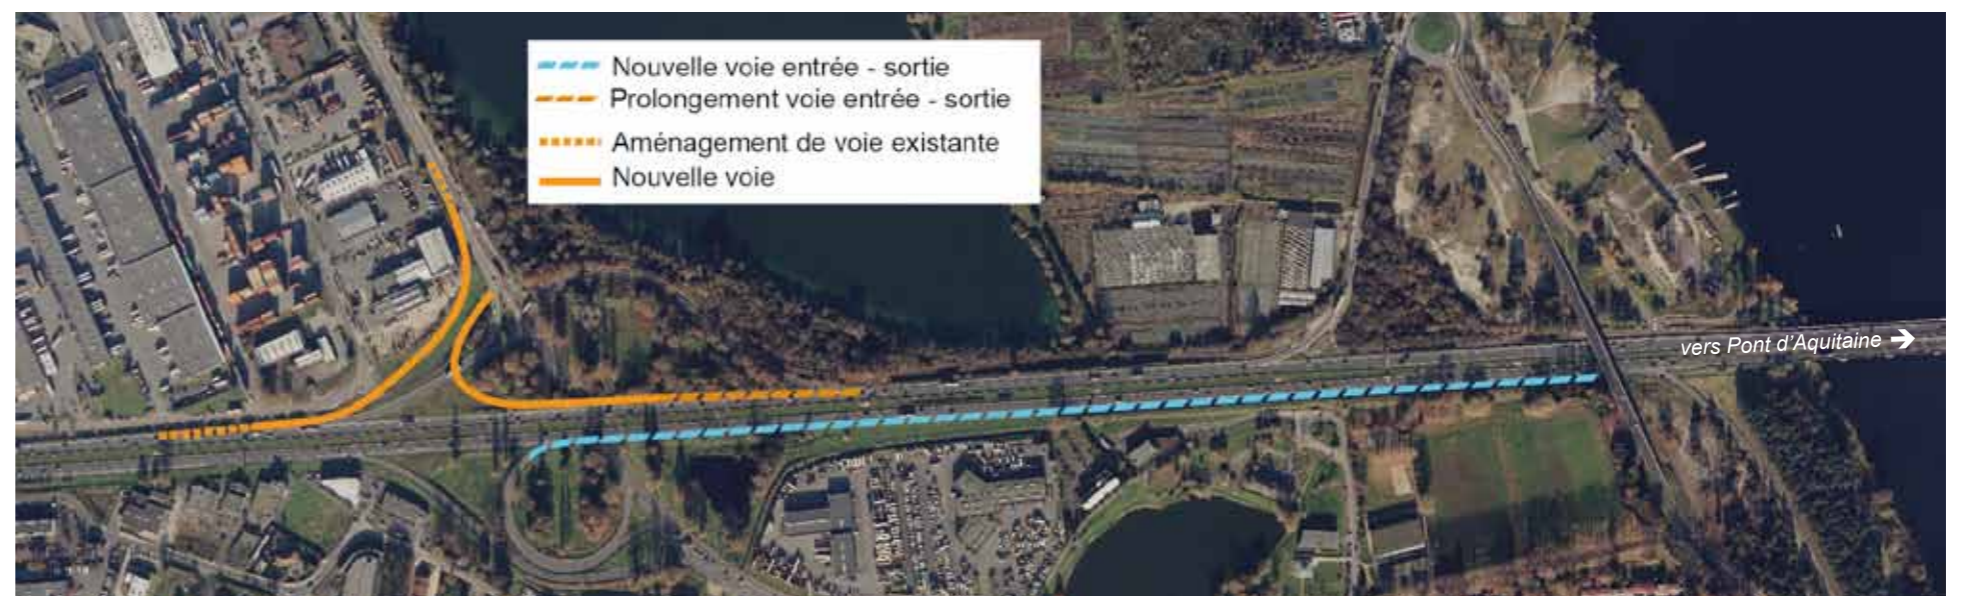 Nouvelle voie entrée - sortie
Prolongement voie entrée - sortie
Aménagement de voie existante
Nouvelle voie
vers Pont d'Aquitaine ➔